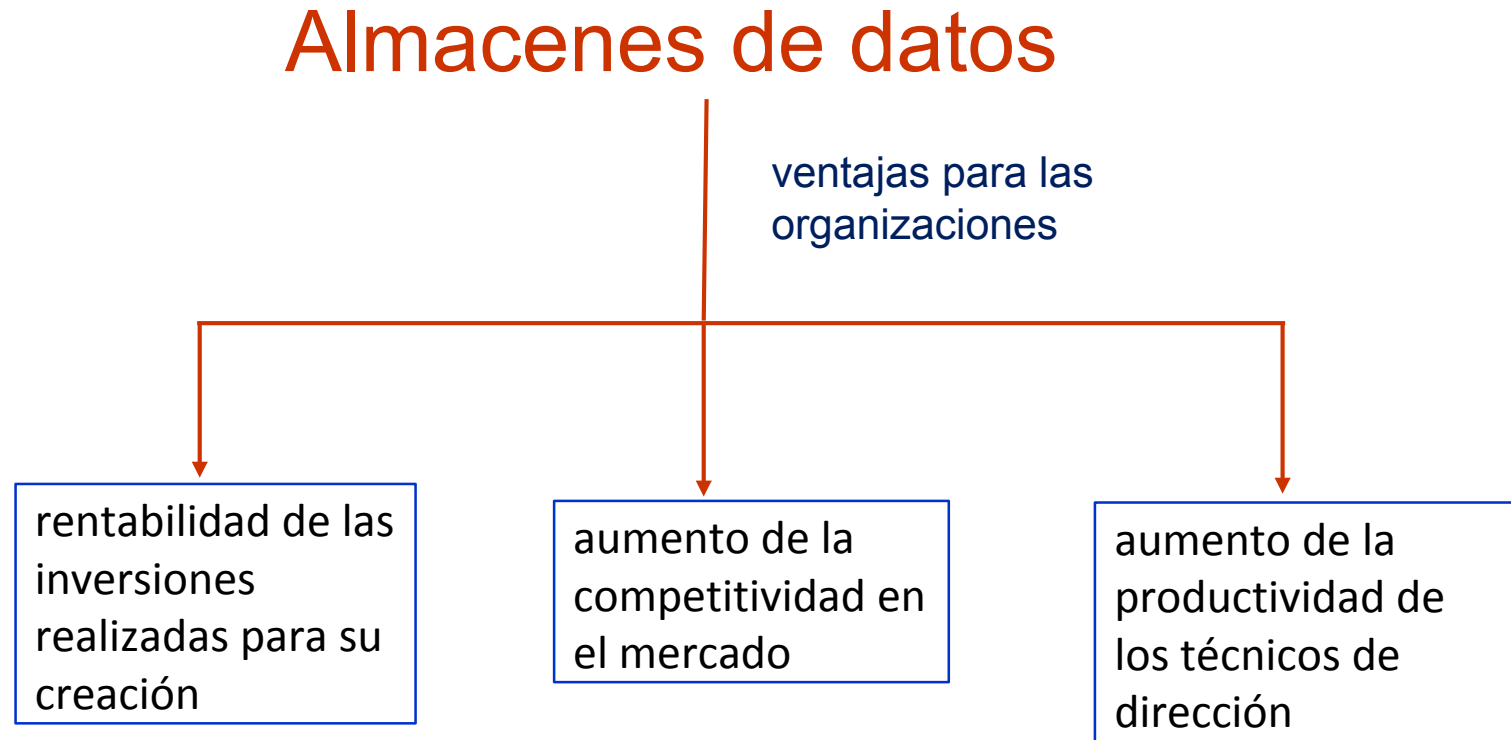 Almacenes de datos
ventajas para las
organizaciones
rentabilidad de las
inversiones
realizadas para su
creación
aumento de la
competitividad en
el mercado
aumento de la
productividad de
los técnicos de
dirección